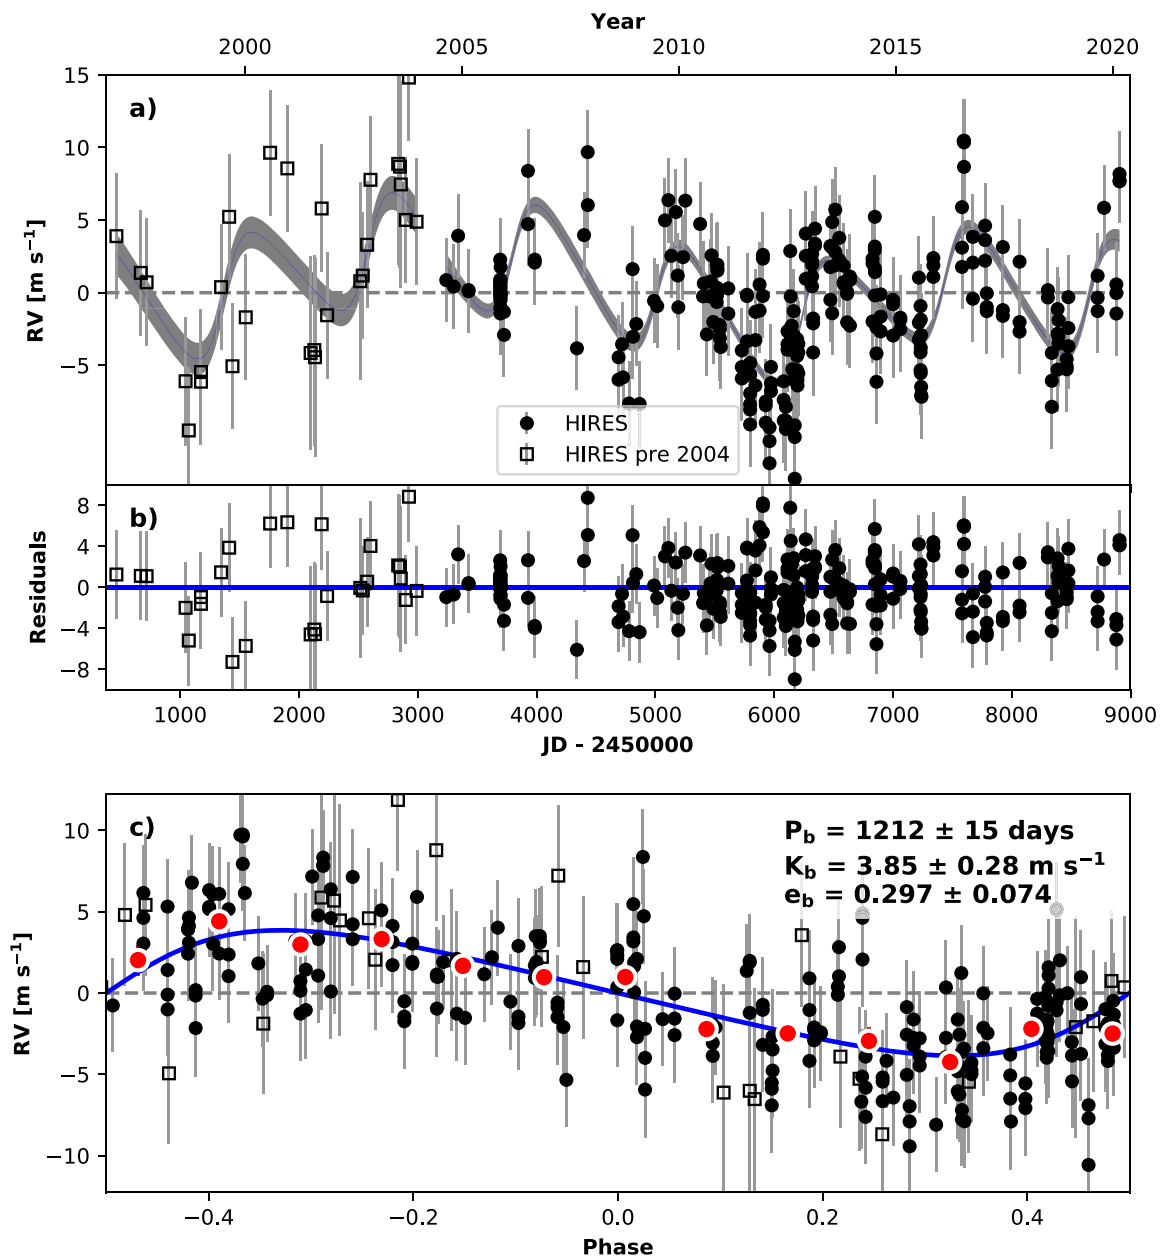 Year
2000 2005 2010 2015 2020
a)
15
10
5
0
−5
RV [m s⁻¹]
HIRES
HIRES pre 2004
b)
8
4
0
−4
−8
Residuals
1000 2000 3000 4000 5000 6000 7000 8000 9000
JD - 2450000
c)
P_b = 1212 ± 15 days
K_b = 3.85 ± 0.28 m s⁻¹
e_b = 0.297 ± 0.074
10
5
0
−5
−10
RV [m s⁻¹]
−0.4 −0.2 0.0 0.2 0.4
Phase